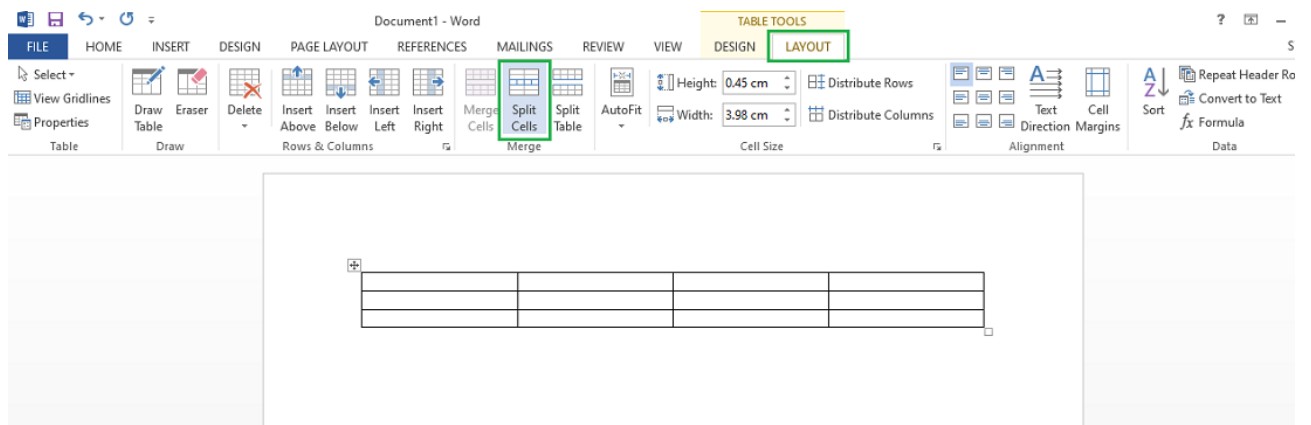 Document1 - Word
TABLE TOOLS
?
FILE HOME INSERT DESIGN PAGE LAYOUT REFERENCES MAILINGS REVIEW VIEW DESIGN LAYOUT S
Select
View Gridlines
Properties
Table
Draw Table
Eraser
Draw
Delete
Insert Above
Insert Below
Insert Left
Insert Right
Rows & Columns
Merge Cells
Split Cells
Split Table
Merge
AutoFit
Height: 0.45 cm
Width: 3.98 cm
Distribute Rows
Distribute Columns
Cell Size
Text Direction
Cell Margins
Alignment
Sort
Repeat Header Ro
Convert to Text
fx Formula
Data